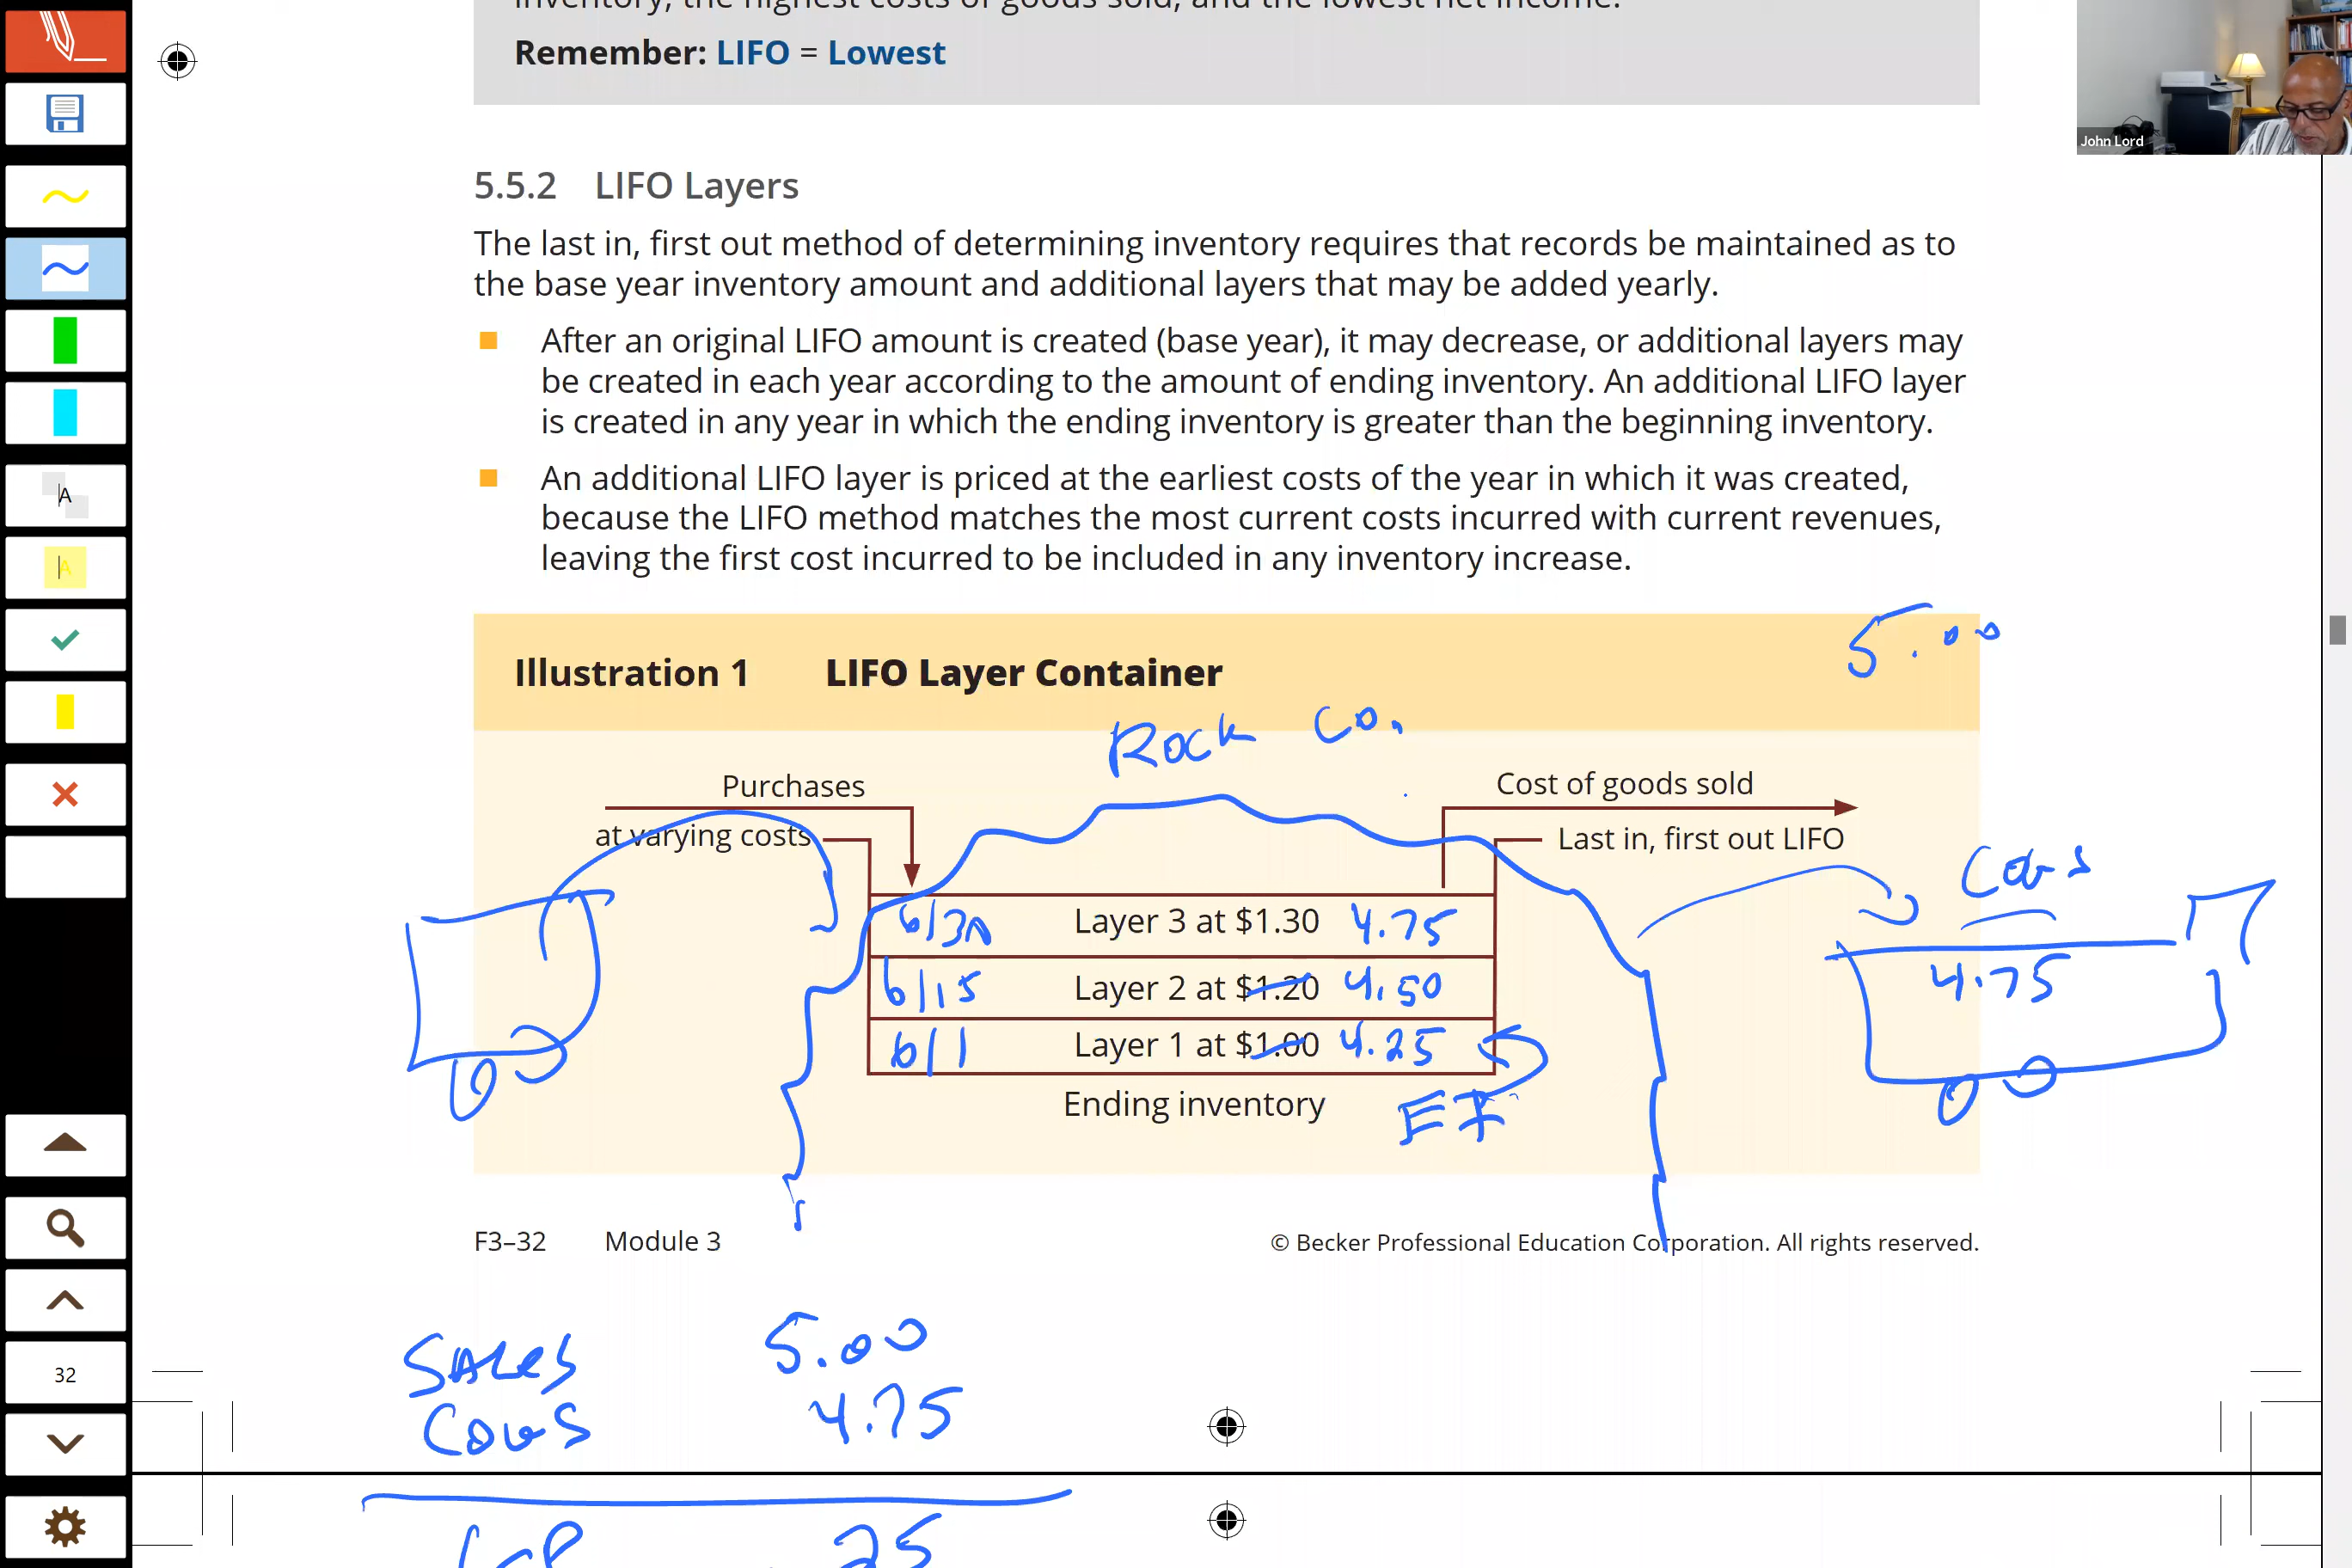 inventory, the highest costs of goods sold, and the lowest net income.
Remember: LIFO = Lowest
John Lord
5.5.2 LIFO Layers
The last in, first out method of determining inventory requires that records be maintained as to
the base year inventory amount and additional layers that may be added yearly.
After an original LIFO amount is created (base year), it may decrease, or additional layers may
be created in each year according to the amount of ending inventory. An additional LIFO layer
is created in any year in which the ending inventory is greater than the beginning inventory.
An additional LIFO layer is priced at the earliest costs of the year in which it was created,
because the LIFO method matches the most current costs incurred with current revenues,
leaving the first cost incurred to be included in any inventory increase.
5.00
Illustration 1 LIFO Layer Container
Rock Co.
Purchases
at varying costs
Cost of goods sold
Last in, first out LIFO
COGS
4.75
6/30 Layer 3 at $1.30 4.75
6/15 Layer 2 at $1.20 4.50
6/1 Layer 1 at $1.00 4.25
Ending inventory EI
F3–32 Module 3 © Becker Professional Education Corporation. All rights reserved.
SALES 5.00
COGS 4.75
GP .25
A
A
32